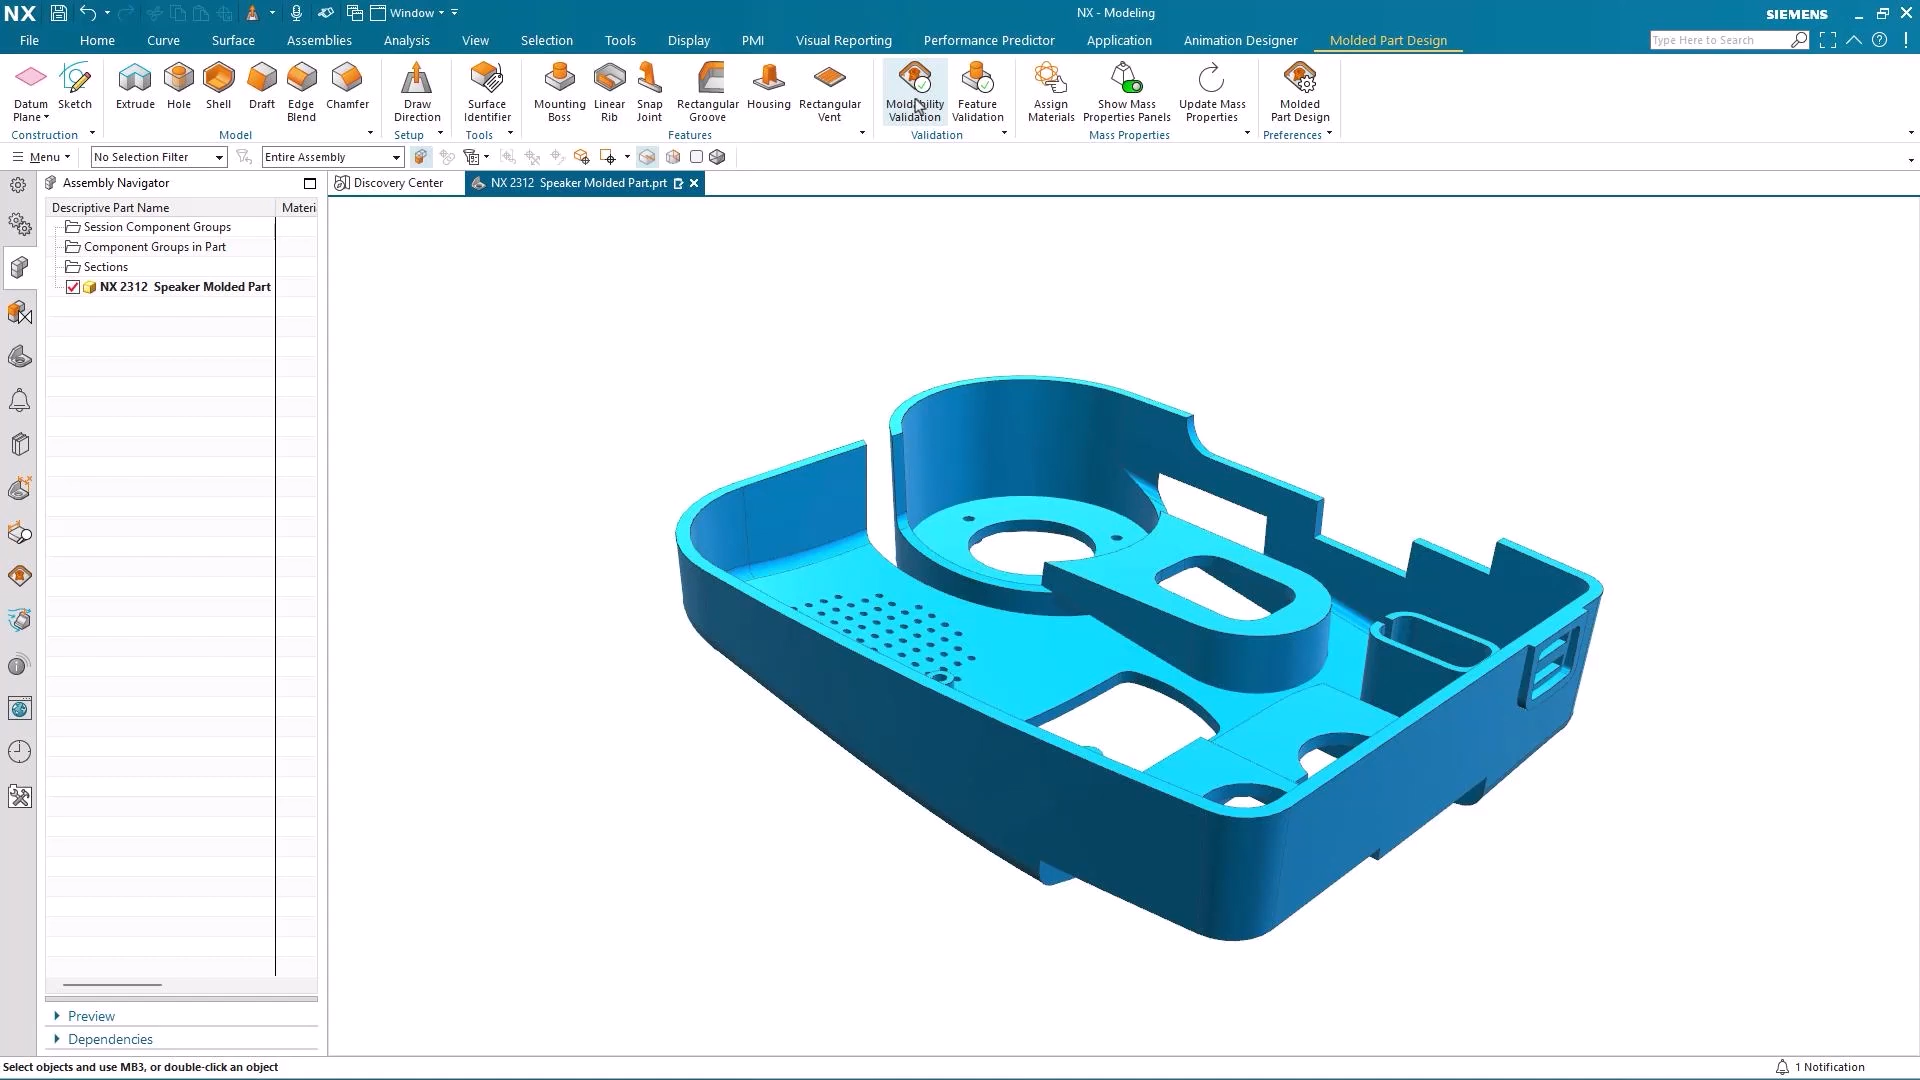 NX Window NX - Modeling SIEMENS
File Home Curve Surface Assemblies Analysis View Selection Tools Display PMI Visual Reporting Performance Predictor Application Animation Designer Molded Part Design Type Here to Search
Datum Plane Sketch Extrude Hole Shell Draft Edge Blend Chamfer Draw Direction Surface Identifier Mounting Boss Linear Rib Snap Joint Rectangular Groove Housing Rectangular Vent Moldability Validation Feature Validation Assign Materials Show Mass Properties Panels Update Mass Properties Molded Part Design
Construction Model Setup Tools Features Validation Mass Properties Preferences
Menu No Selection Filter Entire Assembly
Assembly Navigator Discovery Center NX 2312 Speaker Molded Part.prt
Descriptive Part Name Materi
Session Component Groups
Component Groups in Part
Sections
NX 2312 Speaker Molded Part
Preview
Dependencies
Select objects and use MB3, or double-click an object 1 Notification